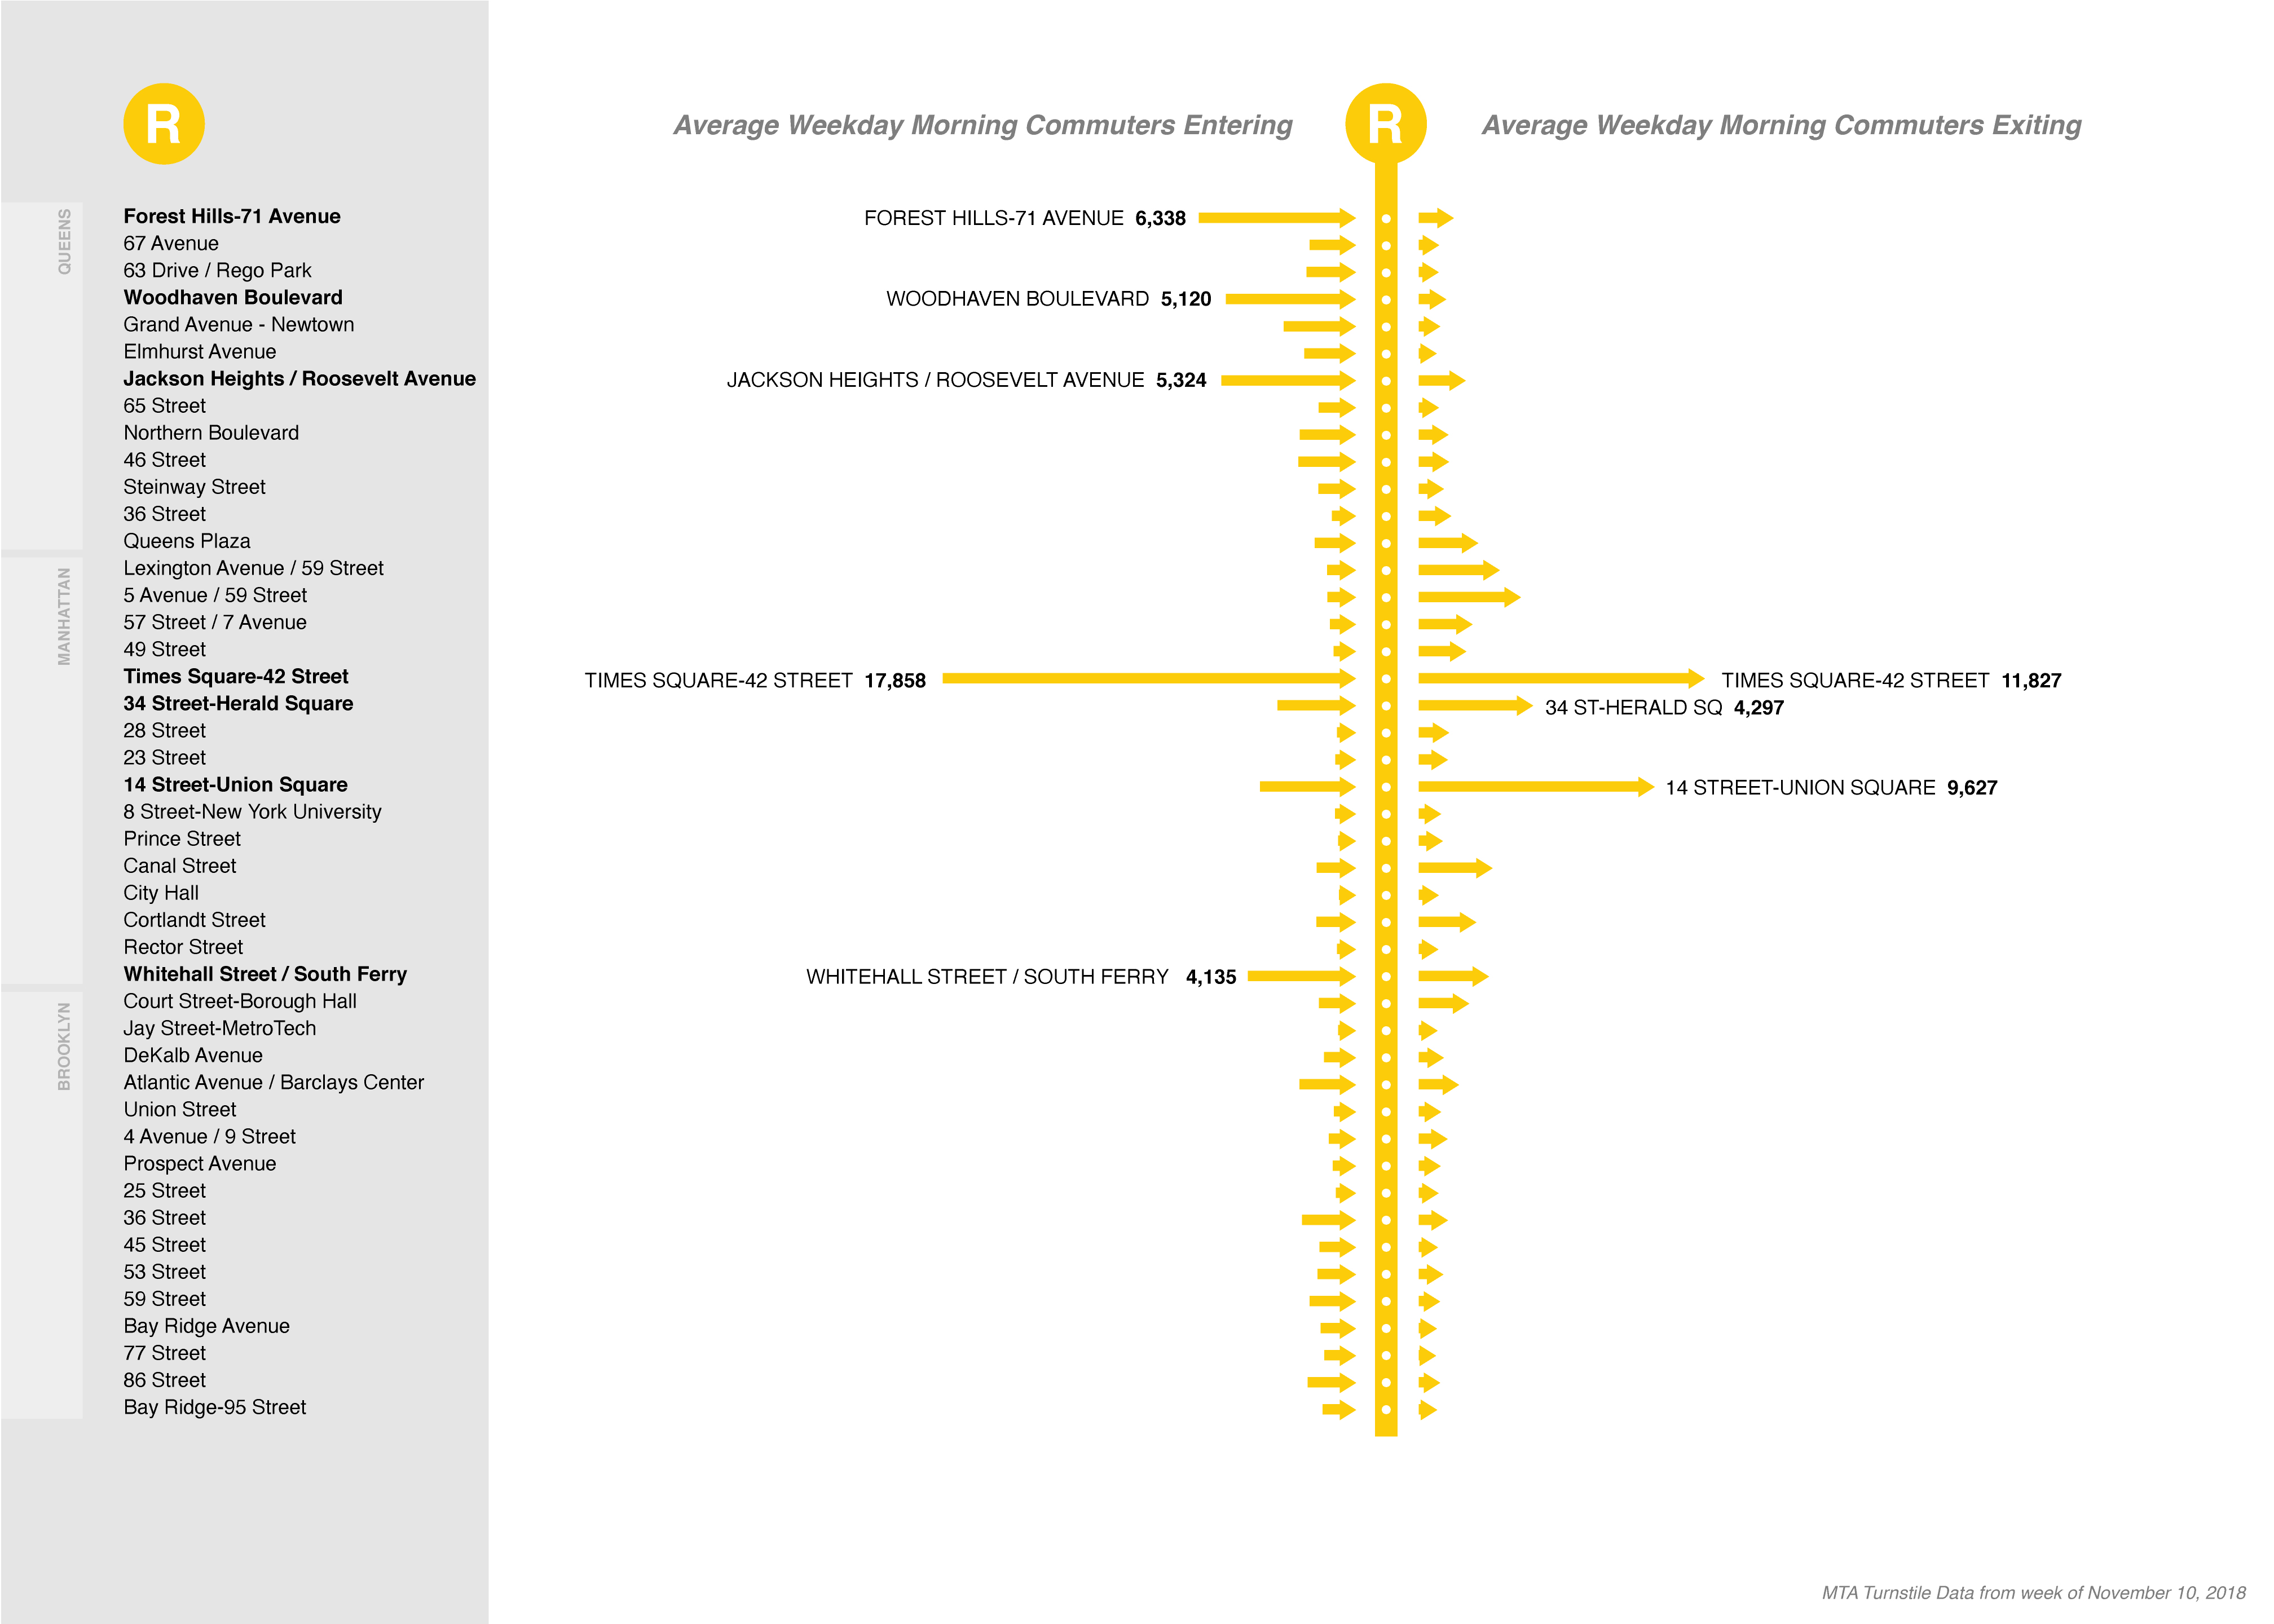 R
QUEENS
Forest Hills-71 Avenue
67 Avenue
63 Drive / Rego Park
Woodhaven Boulevard
Grand Avenue - Newtown
Elmhurst Avenue
Jackson Heights / Roosevelt Avenue
65 Street
Northern Boulevard
46 Street
Steinway Street
36 Street
Queens Plaza
MANHATTAN
Lexington Avenue / 59 Street
5 Avenue / 59 Street
57 Street / 7 Avenue
49 Street
Times Square-42 Street
34 Street-Herald Square
28 Street
23 Street
14 Street-Union Square
8 Street-New York University
Prince Street
Canal Street
City Hall
Cortlandt Street
Rector Street
Whitehall Street / South Ferry
BROOKLYN
Court Street-Borough Hall
Jay Street-MetroTech
DeKalb Avenue
Atlantic Avenue / Barclays Center
Union Street
4 Avenue / 9 Street
Prospect Avenue
25 Street
36 Street
45 Street
53 Street
59 Street
Bay Ridge Avenue
77 Street
86 Street
Bay Ridge-95 Street
Average Weekday Morning Commuters Entering
R
Average Weekday Morning Commuters Exiting
FOREST HILLS-71 AVENUE 6,338
WOODHAVEN BOULEVARD 5,120
JACKSON HEIGHTS / ROOSEVELT AVENUE 5,324
TIMES SQUARE-42 STREET 17,858
TIMES SQUARE-42 STREET 11,827
34 ST-HERALD SQ 4,297
14 STREET-UNION SQUARE 9,627
WHITEHALL STREET / SOUTH FERRY 4,135
MTA Turnstile Data from week of November 10, 2018